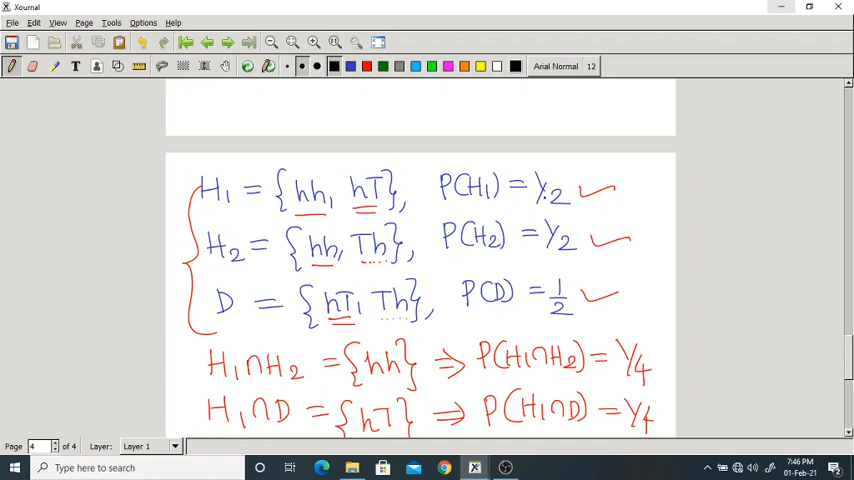 Xournal
File Edit View Page Tools Options Help
Arial Normal 12
H1 = {hh, hT}, P(H1) = 1/2
H2 = {hh, Th}, P(H2) = 1/2
D = {hT, Th}, P(D) = 1/2
H1∩H2 = {hh} ⇒ P(H1∩H2) = 1/4
H1∩D = {hT} ⇒ P(H1∩D) = 1/4
Page 4 of 4 Layer: Layer 1
Type here to search
7:46 PM
01-Feb-21
2